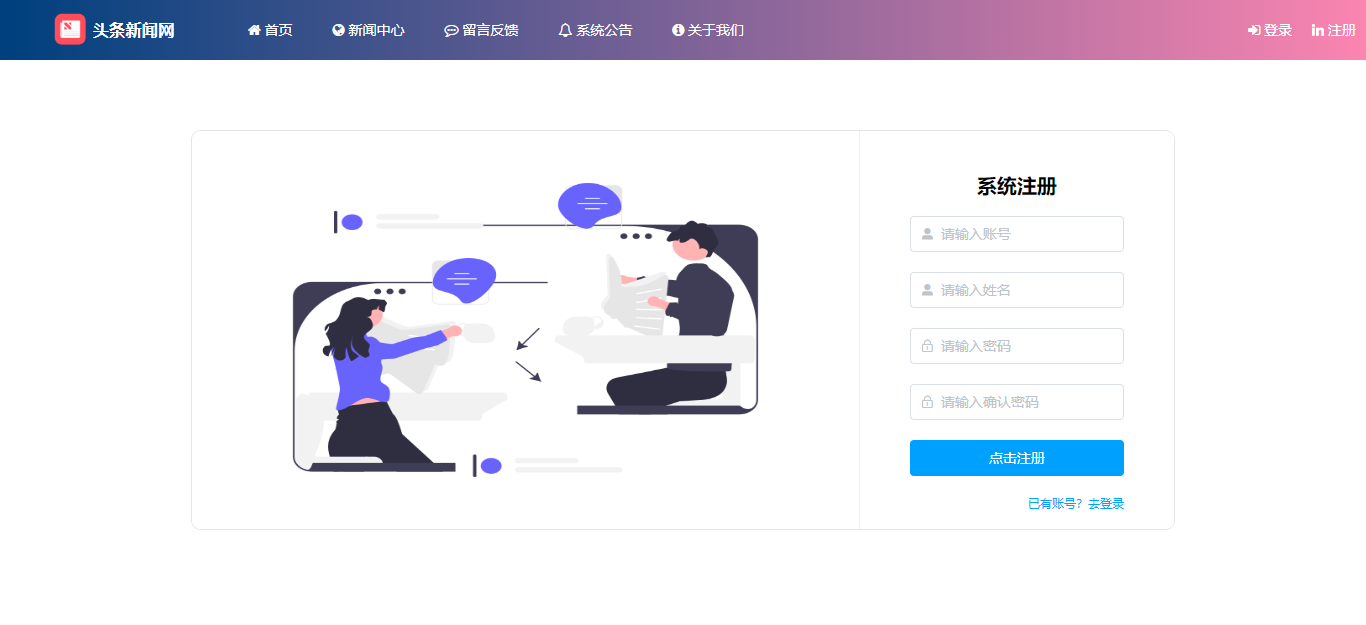 头条新闻网
首页
新闻中心
留言反馈
系统公告
关于我们
登录
注册
系统注册
请输入账号
请输入姓名
请输入密码
请输入确认密码
点击注册
已有账号？去登录